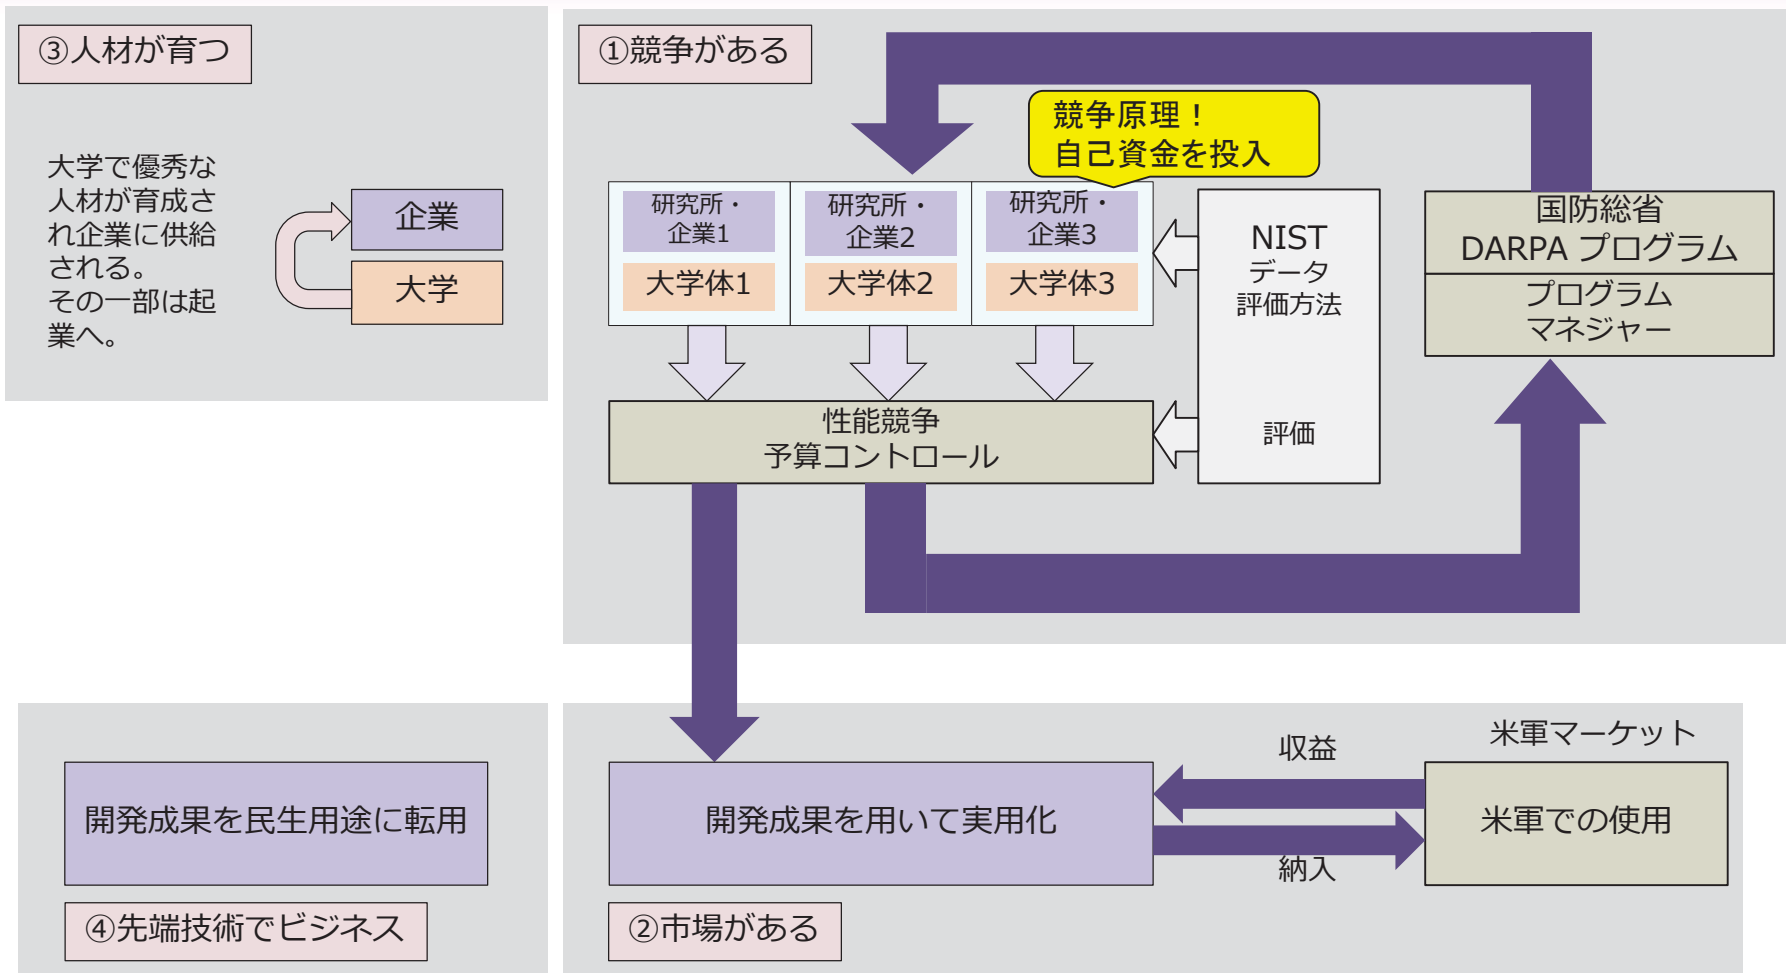 ③人材が育つ
大学で優秀な
人材が育成さ
れ企業に供給
される。
その一部は起
業へ。
企業
大学
①競争がある
競争原理！
自己資金を投入
研究所・
企業1
大学体1
研究所・
企業2
大学体2
研究所・
企業3
大学体3
NIST
データ
評価方法
評価
国防総省
DARPA プログラム
プログラム
マネジャー
性能競争
予算コントロール
開発成果を民生用途に転用
④先端技術でビジネス
開発成果を用いて実用化
②市場がある
収益
納入
米軍マーケット
米軍での使用